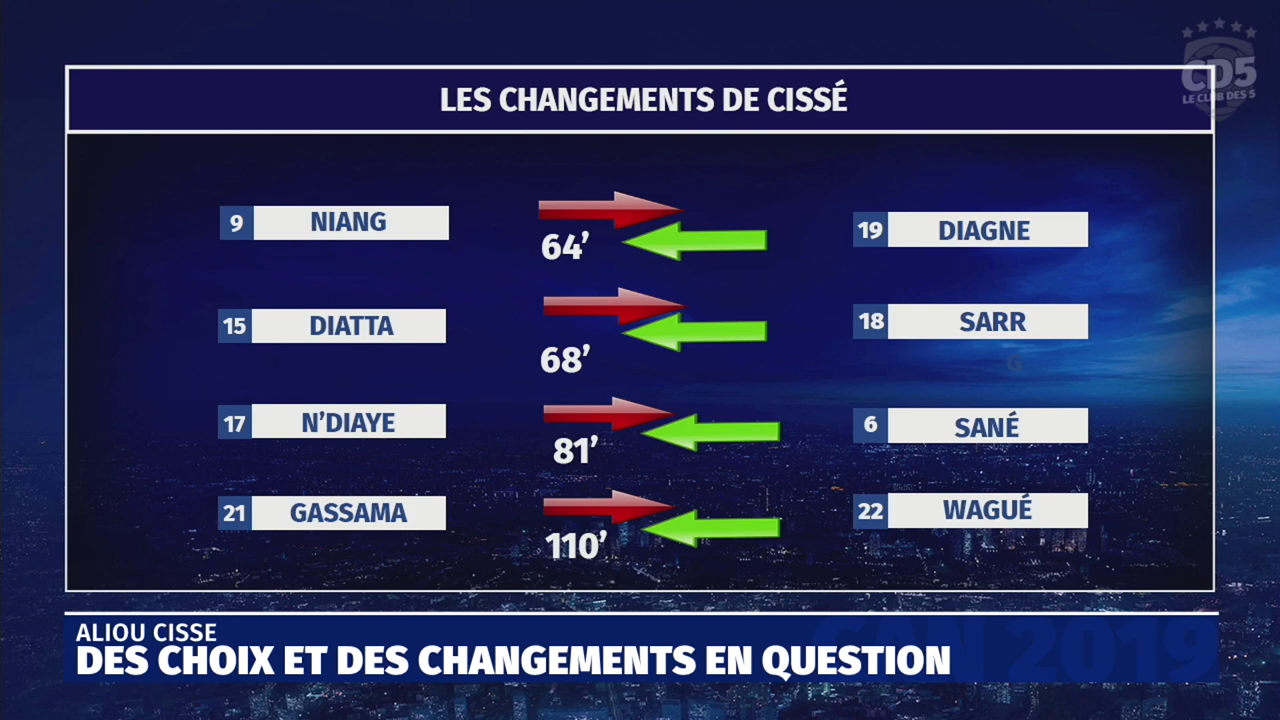 CD5
LE CLUB DES 5
LES CHANGEMENTS DE CISSÉ
9 NIANG 64’ 19 DIAGNE
15 DIATTA 68’ 18 SARR
G
17 N’DIAYE 81’ 6 SANÉ
21 GASSAMA 110’ 22 WAGUÉ
ALIOU CISSE
DES CHOIX ET DES CHANGEMENTS EN QUESTION
CAN 2019